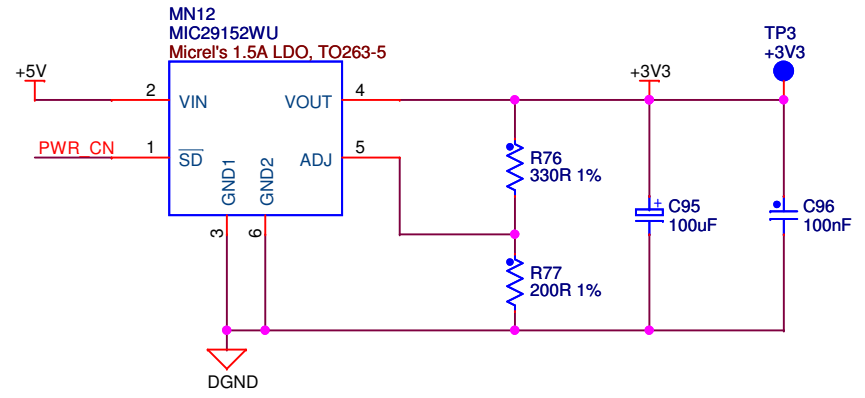 MN12
MIC29152WU
Micrel's 1.5A LDO, TO263-5
TP3
+3V3
+5V
+3V3
2
VIN
VOUT
4
PWR_CN
1
SD
ADJ
5
GND1
GND2
3
6
R76
330R 1%
+
C95
100uF
C96
100nF
R77
200R 1%
DGND